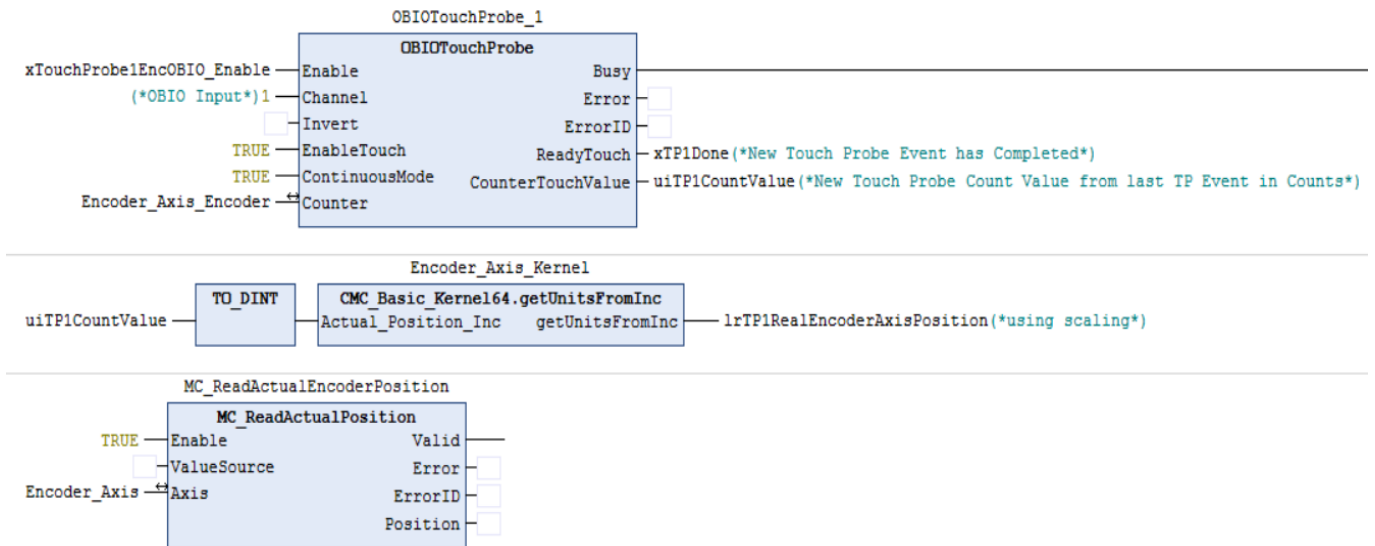 OBIOTouchProbe_1
OBIOTouchProbe
xTouchProbe1EncOBIO_Enable Enable Busy
(*OBIO Input*)1 Channel Error
Invert ErrorID
TRUE EnableTouch ReadyTouch xTP1Done(*New Touch Probe Event has Completed*)
TRUE ContinuousMode CounterTouchValue uiTP1CountValue(*New Touch Probe Count Value from last TP Event in Counts*)
Encoder_Axis_Encoder Counter
Encoder_Axis_Kernel
TO_DINT CMC_Basic_Kernel64.getUnitsFromInc
uiTP1CountValue Actual_Position_Inc getUnitsFromInc lrTP1RealEncoderAxisPosition(*using scaling*)
MC_ReadActualEncoderPosition
MC_ReadActualPosition
TRUE Enable Valid
ValueSource Error
Encoder_Axis Axis ErrorID
Position